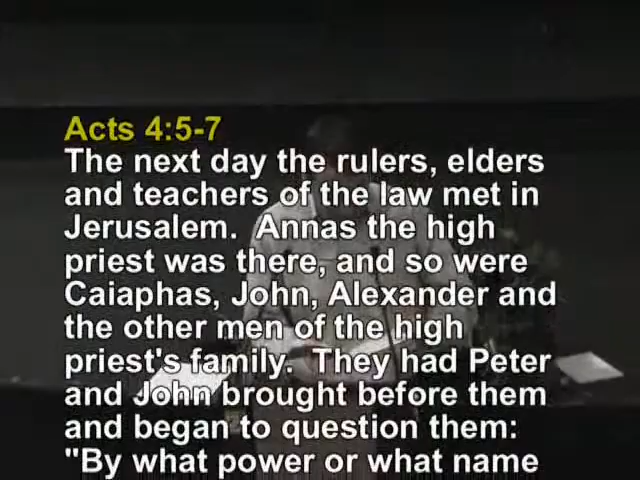 Acts 4:5-7
The next day the rulers, elders
and teachers of the law met in
Jerusalem.  Annas the high
priest was there, and so were
Caiaphas, John, Alexander and
the other men of the high
priest's family.  They had Peter
and John brought before them
and began to question them:
"By what power or what name